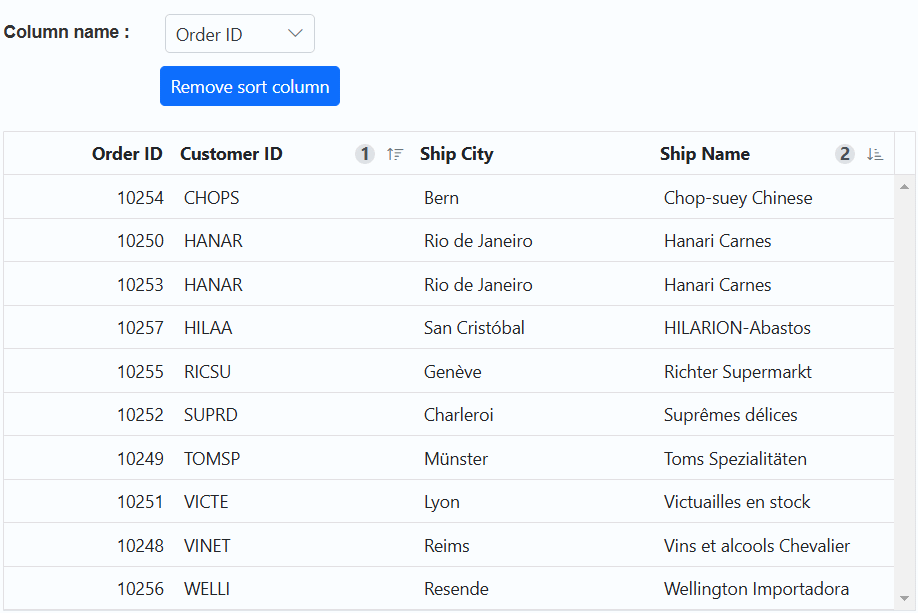 Column name :
Order ID
Remove sort column
Order ID Customer ID 1 Ship City Ship Name 2
10254 CHOPS Bern Chop-suey Chinese
10250 HANAR Rio de Janeiro Hanari Carnes
10253 HANAR Rio de Janeiro Hanari Carnes
10257 HILAA San Cristóbal HILARION-Abastos
10255 RICSU Genève Richter Supermarkt
10252 SUPRD Charleroi Suprêmes délices
10249 TOMSP Münster Toms Spezialitäten
10251 VICTE Lyon Victuailles en stock
10248 VINET Reims Vins et alcools Chevalier
10256 WELLI Resende Wellington Importadora